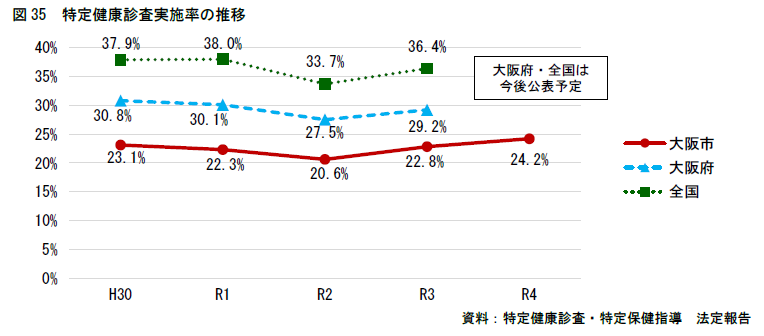 図 35 特定健康診査実施率の推移
37.9%
38.0%
33.7%
36.4%
大阪府・全国は
今後公表予定
30.8%
30.1%
27.5%
29.2%
23.1%
22.3%
20.6%
22.8%
24.2%
40%
35%
30%
25%
20%
15%
10%
5%
0%
H30 R1 R2 R3 R4
大阪市
大阪府
全国
資料：特定健康診査・特定保健指導 法定報告